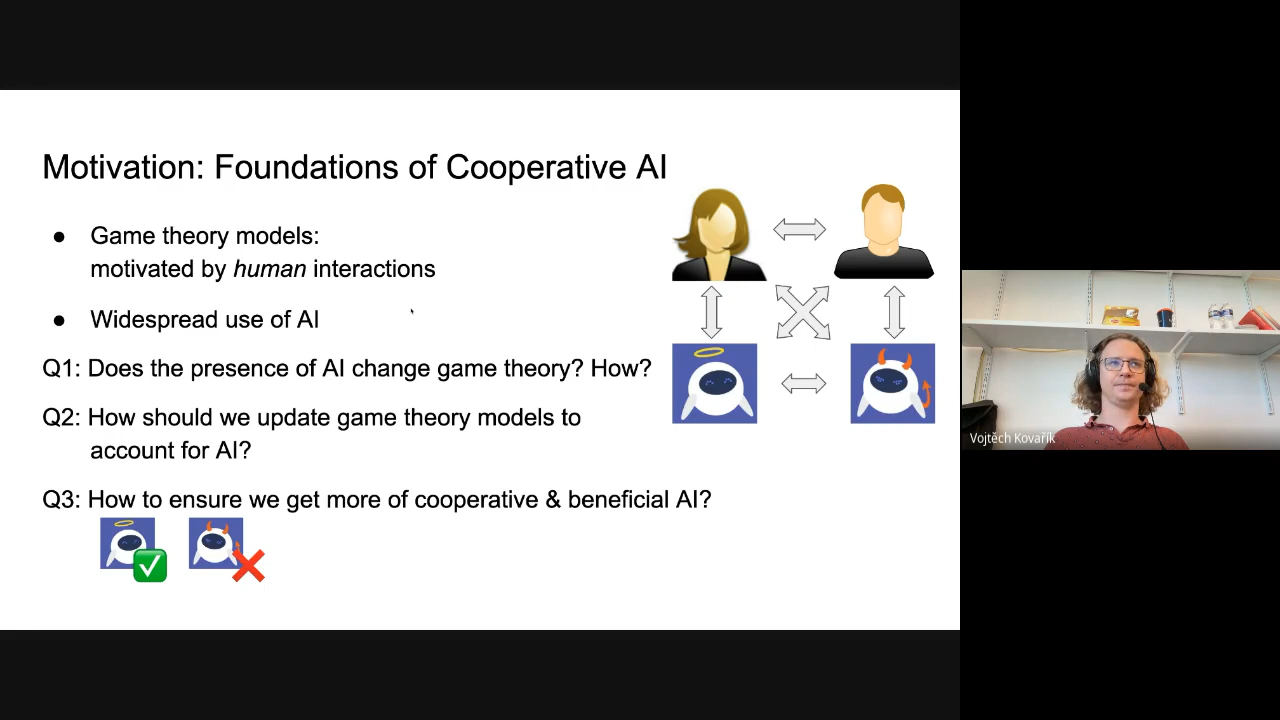 Motivation: Foundations of Cooperative AI
● Game theory models:
motivated by human interactions
● Widespread use of AI
Q1: Does the presence of AI change game theory? How?
Q2: How should we update game theory models to
account for AI?
Q3: How to ensure we get more of cooperative & beneficial AI?
Vojtěch Kovařík